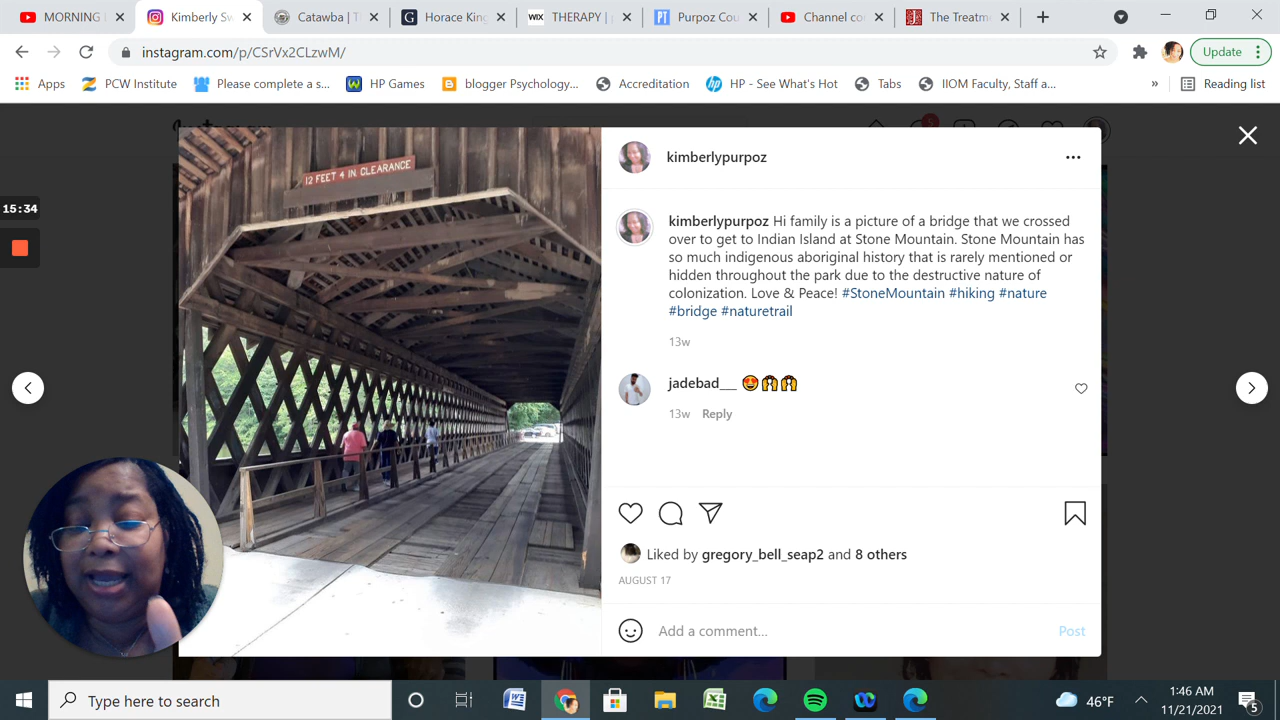 MORNING
Kimberly Sw
Catawba | T
Horace King
WIX THERAPY |
PT Purpoz Cou
Channel co
The Treatme
instagram.com/p/CSrVx2CLzwM/
Update
Apps
PCW Institute
Please complete a s...
HP Games
blogger Psychology...
Accreditation
HP - See What's Hot
Tabs
IIOM Faculty, Staff a...
»
Reading list
15:34
12 FEET 4 IN. CLEARANCE
kimberlypurpoz
kimberlypurpoz Hi family is a picture of a bridge that we crossed
over to get to Indian Island at Stone Mountain. Stone Mountain has
so much indigenous aboriginal history that is rarely mentioned or
hidden throughout the park due to the destructive nature of
colonization. Love & Peace! #StoneMountain #hiking #nature
#bridge #naturetrail
13w
jadebad__ 🤩🙌🙌
13w Reply
Liked by gregory_bell_seap2 and 8 others
AUGUST 17
Add a comment...
Post
Type here to search
46°F
1:46 AM
11/21/2021
5